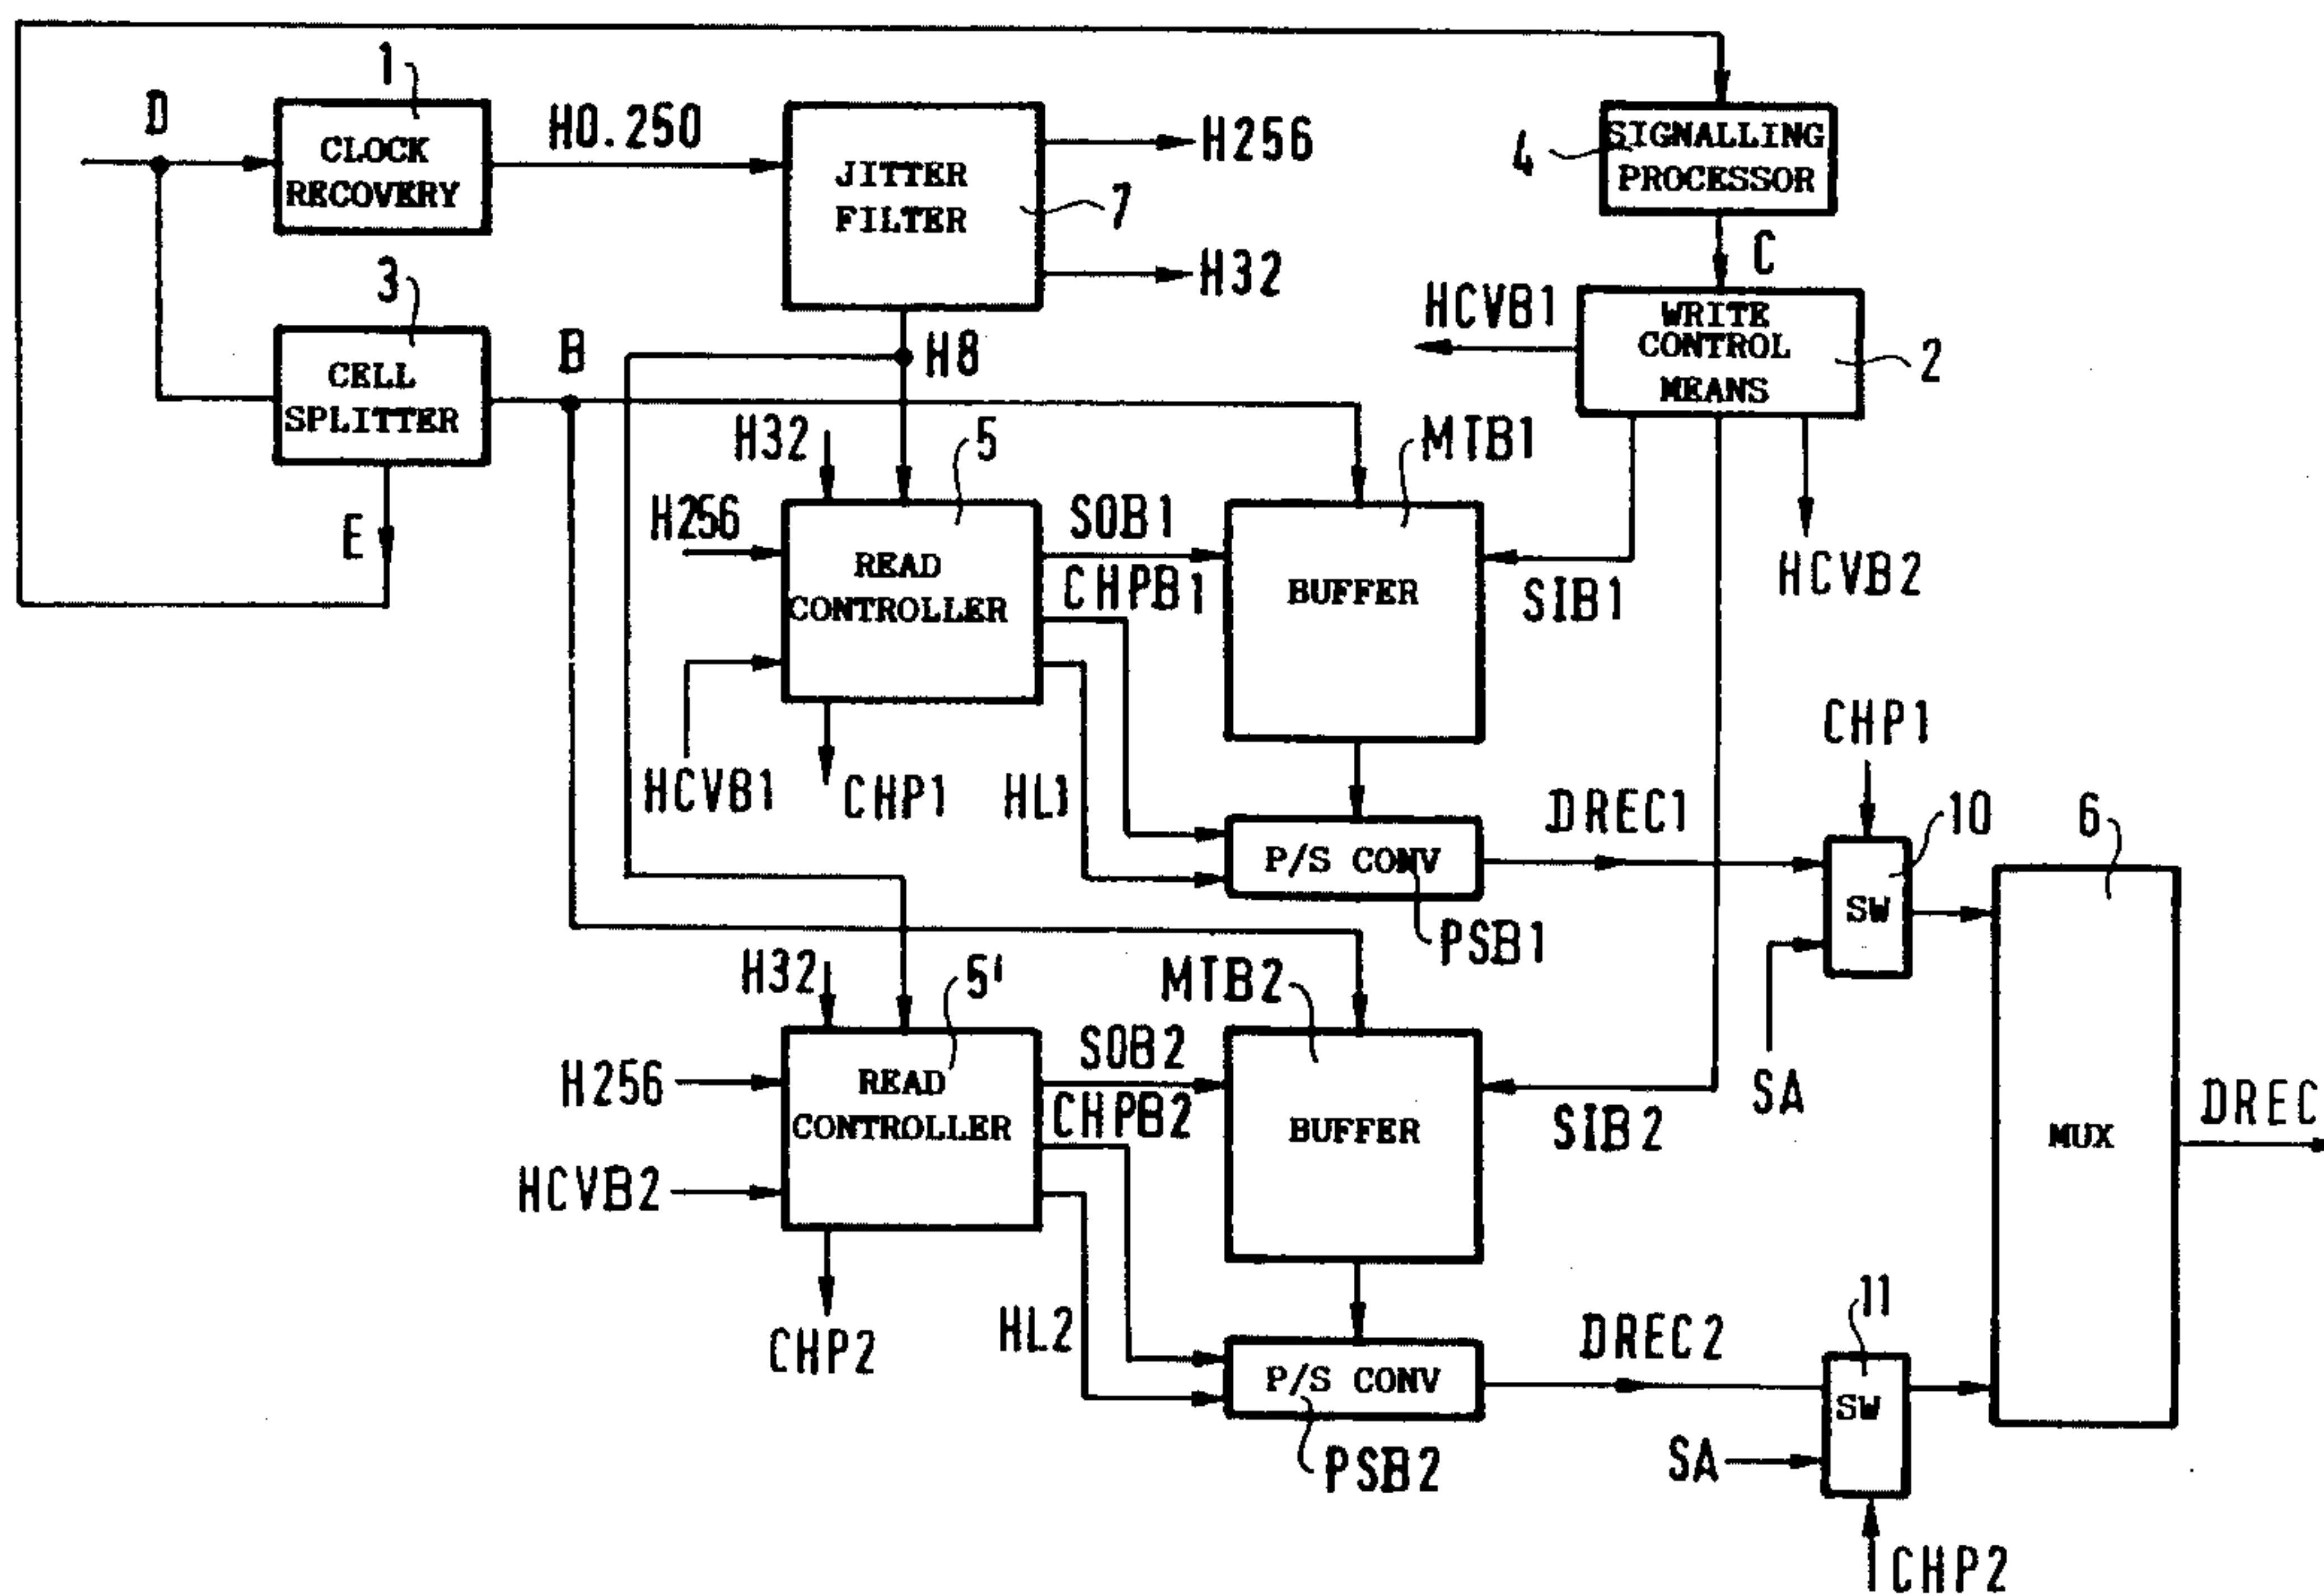 1
D
CLOCK
RECOVERY
H0.250
JITTER
FILTER
7
H256
H32
4
SIGNALLING
PROCESSOR
C
HCVB1
WRITE
CONTROL
MEANS
2
HCVB2
3
CELL
SPLITTER
B
E
H8
H32
5
H256
READ
CONTROLLER
SOB1
CHPB1
MTB1
BUFFER
SIB1
HCVB1
CHP1
HL1
P/S CONV
DREC1
PSB1
CHP1
10
SW
SA
6
MUX
DREC
H32
5'
H256
READ
CONTROLLER
SOB2
CHPB2
MTB2
BUFFER
SIB2
HCVB2
CHP2
HL2
P/S CONV
DREC2
PSB2
11
SW
SA
CHP2